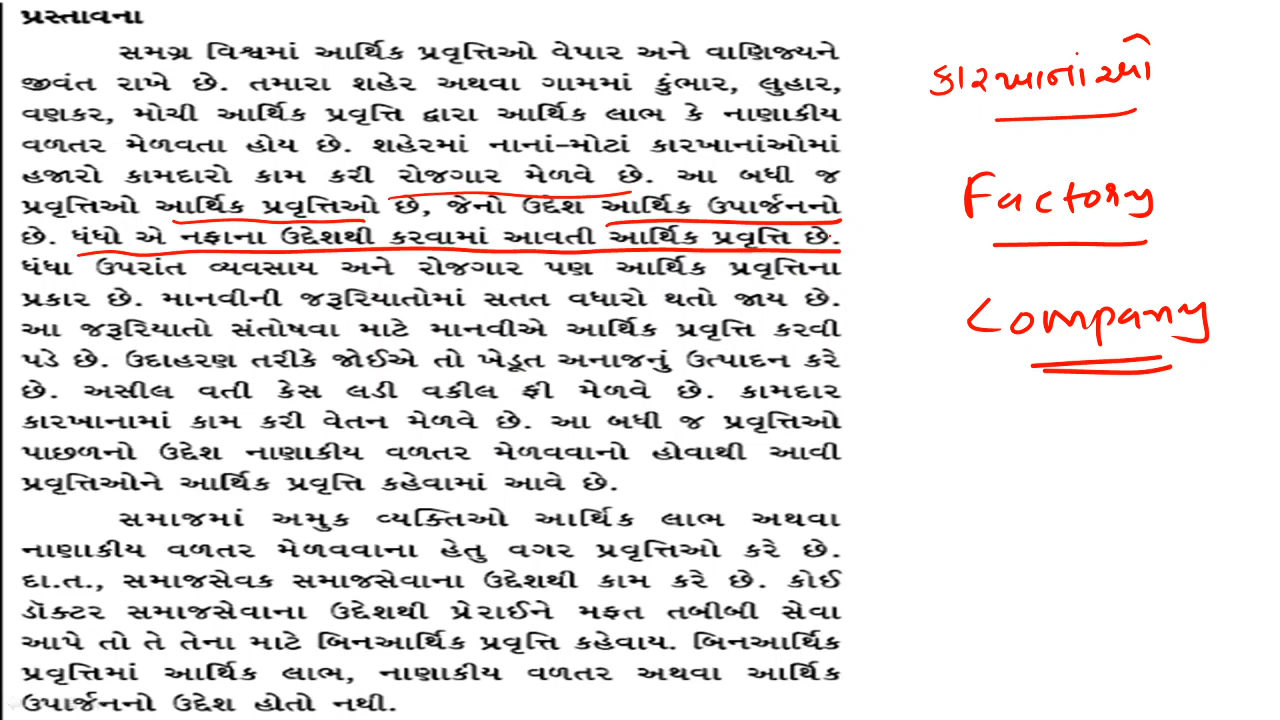 પ્રસ્તાવના
સમગ્ર વિશ્વમાં આર્થિક પ્રવૃત્તિઓ વેપાર અને વાણિજ્યને
જીવંત રાખે છે. તમારા શહેર અથવા ગામમાં કુંભાર, લુહાર,
વણકર, મોચી આર્થિક પ્રવૃત્તિ દ્વારા આર્થિક લાભ કે નાણાકીય
વળતર મેળવતા હોય છે. શહેરમાં નાનાં-મોટાં કારખાનાંઓમાં
હજારો કામદારો કામ કરી રોજગાર મેળવે છે. આ બધી જ
પ્રવૃત્તિઓ આર્થિક પ્રવૃત્તિઓ છે, જેનો ઉદ્દેશ આર્થિક ઉપાર્જનનો
છે. ધંધો એ નફાના ઉદ્દેશથી કરવામાં આવતી આર્થિક પ્રવૃત્તિ છે.
ધંધા ઉપરાંત વ્યવસાય અને રોજગાર પણ આર્થિક પ્રવૃત્તિના
પ્રકાર છે. માનવીની જરૂરિયાતોમાં સતત વધારો થતો જાય છે.
આ જરૂરિયાતો સંતોષવા માટે માનવીએ આર્થિક પ્રવૃત્તિ કરવી
પડે છે. ઉદાહરણ તરીકે જોઈએ તો ખેડૂત અનાજનું ઉત્પાદન કરે
છે. અસીલ વતી કેસ લડી વકીલ ફી મેળવે છે. કામદાર
કારખાનામાં કામ કરી વેતન મેળવે છે. આ બધી જ પ્રવૃત્તિઓ
પાછળનો ઉદ્દેશ નાણાકીય વળતર મેળવવાનો હોવાથી આવી
પ્રવૃત્તિઓને આર્થિક પ્રવૃત્તિ કહેવામાં આવે છે.
સમાજમાં અમુક વ્યક્તિઓ આર્થિક લાભ અથવા
નાણાકીય વળતર મેળવવાના હેતુ વગર પ્રવૃત્તિઓ કરે છે.
દા.ત., સમાજસેવક સમાજસેવાના ઉદ્દેશથી કામ કરે છે. કોઈ
ડૉક્ટર સમાજસેવાના ઉદ્દેશથી પ્રેરાઈને મફત તબીબી સેવા
આપે તો તે તેના માટે બિનઆર્થિક પ્રવૃત્તિ કહેવાય. બિનઆર્થિક
પ્રવૃત્તિમાં આર્થિક લાભ, નાણાકીય વળતર અથવા આર્થિક
ઉપાર્જનનો ઉદ્દેશ હોતો નથી.
Factory
Company